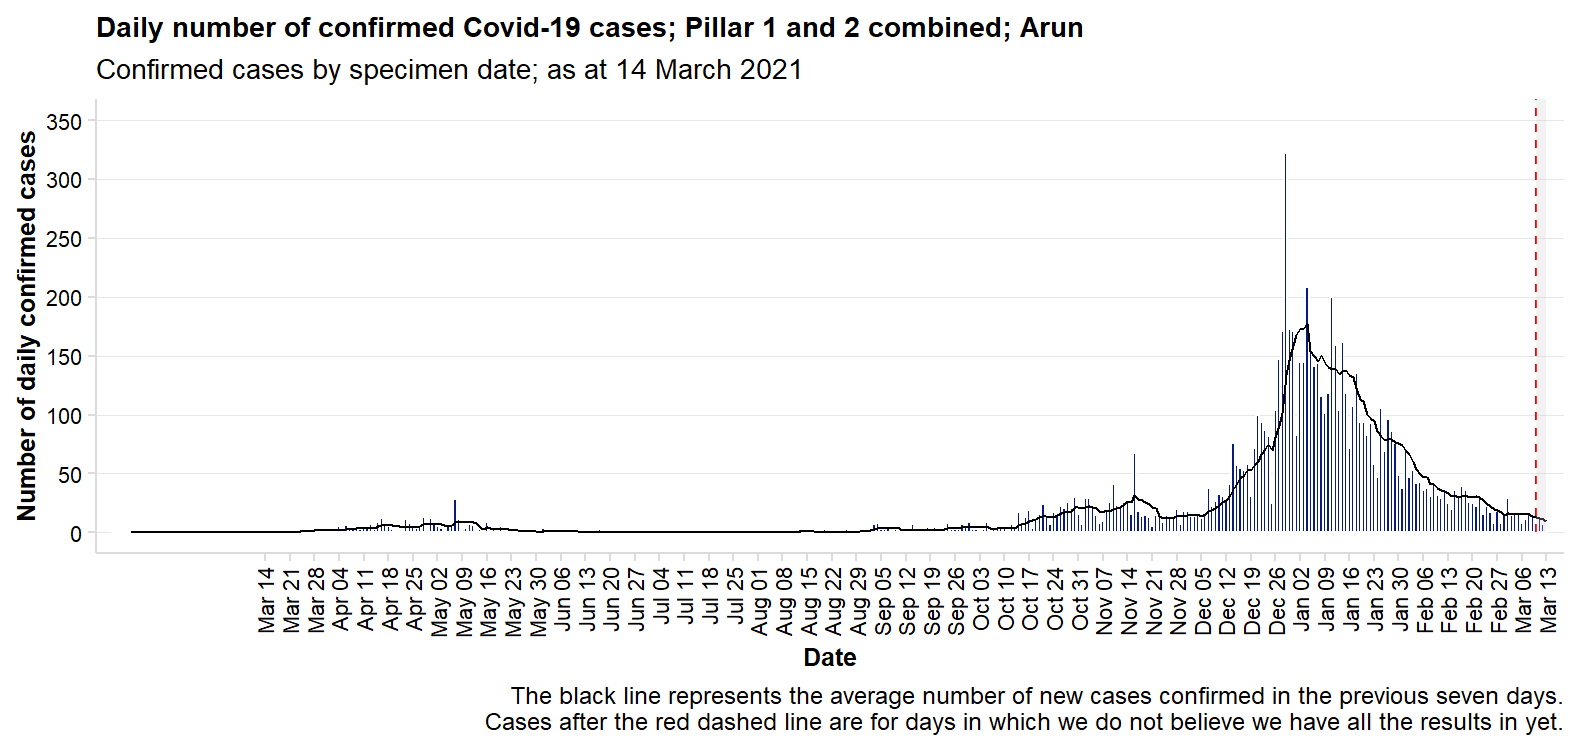 Daily number of confirmed Covid-19 cases; Pillar 1 and 2 combined; Arun
Confirmed cases by specimen date; as at 14 March 2021
Number of daily confirmed cases
350
300
250
200
150
100
50
0
Mar 14
Mar 21
Mar 28
Apr 04
Apr 11
Apr 18
Apr 25
May 02
May 09
May 16
May 23
May 30
Jun 06
Jun 13
Jun 20
Jun 27
Jul 04
Jul 11
Jul 18
Jul 25
Aug 01
Aug 08
Aug 15
Aug 22
Aug 29
Sep 05
Sep 12
Sep 19
Sep 26
Oct 03
Oct 10
Oct 17
Oct 24
Oct 31
Nov 07
Nov 14
Nov 21
Nov 28
Dec 05
Dec 12
Dec 19
Dec 26
Jan 02
Jan 09
Jan 16
Jan 23
Jan 30
Feb 06
Feb 13
Feb 20
Feb 27
Mar 06
Mar 13
Date
The black line represents the average number of new cases confirmed in the previous seven days.
Cases after the red dashed line are for days in which we do not believe we have all the results in yet.